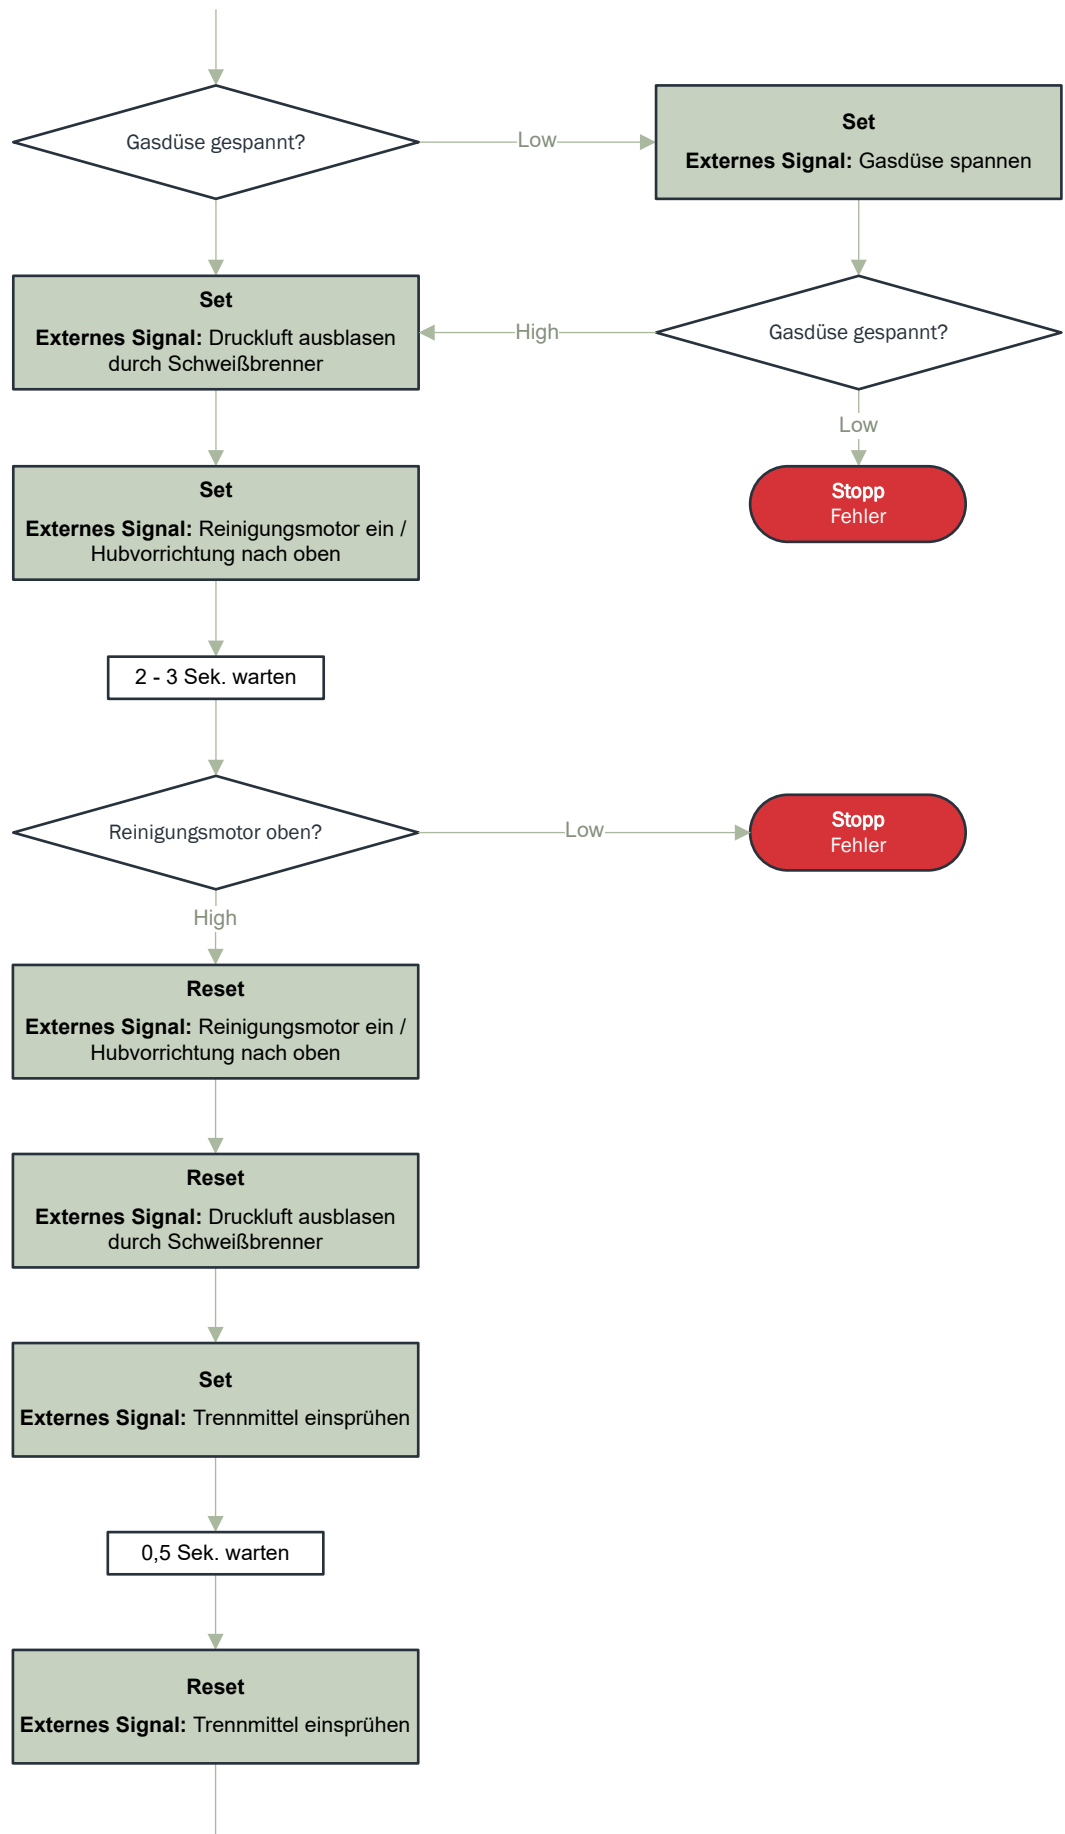 Gasdüse gespannt?
Low
Set
Externes Signal: Gasdüse spannen
Set
Externes Signal: Druckluft ausblasen
durch Schweißbrenner
High
Gasdüse gespannt?
Low
Stopp
Fehler
Set
Externes Signal: Reinigungsmotor ein /
Hubvorrichtung nach oben
2 - 3 Sek. warten
Reinigungsmotor oben?
Low
Stopp
Fehler
High
Reset
Externes Signal: Reinigungsmotor ein /
Hubvorrichtung nach oben
Reset
Externes Signal: Druckluft ausblasen
durch Schweißbrenner
Set
Externes Signal: Trennmittel einsprühen
0,5 Sek. warten
Reset
Externes Signal: Trennmittel einsprühen